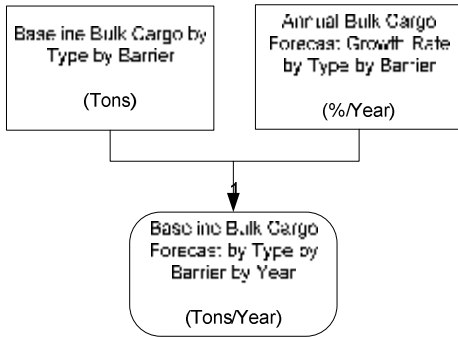 Baseline Bulk Cargo by
Type by Barrier
(Tons)
Annual Bulk Cargo
Forecast Growth Rate
by Type by Barrier
(%/Year)
1
Baseline Bulk Cargo
Forecast by Type by
Barrier by Year
(Tons/Year)